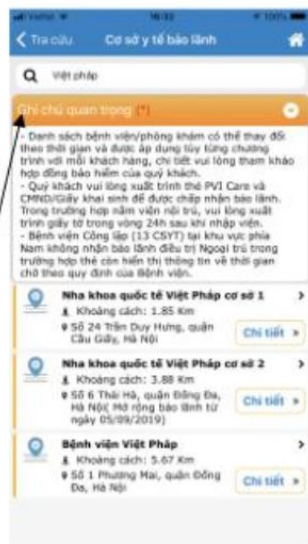 Viettel 16:32 100%
Tra cứu Cơ sở y tế bảo lãnh
Việt pháp
Ghi chú quan trọng (*)
- Danh sách bệnh viện/phòng khám có thể thay đổi
theo thời gian và được áp dụng tùy từng chương
trình với mỗi khách hàng, chi tiết vui lòng tham khảo
hợp đồng bảo hiểm của quý khách.
- Quý khách vui lòng xuất trình thẻ PVI Care và
CMND/Giấy khai sinh để được chấp nhận bảo lãnh.
Trong trường hợp nằm viện nội trú, vui lòng xuất
trình giấy tờ trong vòng 24h sau khi nhập viện.
- Bệnh viện Công lập (13 CSYT) tại khu vực phía
Nam không nhận bảo lãnh điều trị Ngoại trú trong
trường hợp thẻ còn hiển thị thông tin về thời gian
chờ theo quy định của Bệnh viện.
Nha khoa quốc tế Việt Pháp cơ sở 1
Khoảng cách: 1.85 Km
Số 24 Trần Duy Hưng, quận
Cầu Giấy, Hà Nội
Chi tiết »
Nha khoa quốc tế Việt Pháp cơ sở 2
Khoảng cách: 3.88 Km
Số 6 Thái Hà, quận Đống Đa,
Hà Nội( Mở rộng bảo lãnh từ
ngày 05/09/2019)
Chi tiết »
Bệnh viện Việt Pháp
Khoảng cách: 5.67 Km
Số 1 Phương Mai, quận Đống
Đa, Hà Nội
Chi tiết »